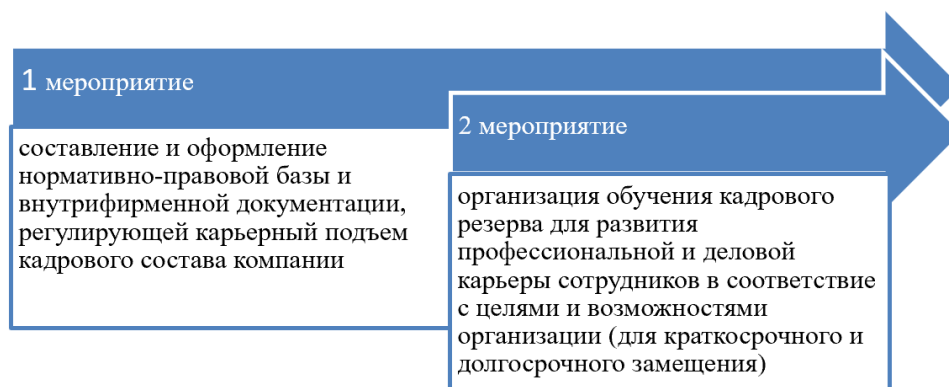 1 мероприятие
составление и оформление
нормативно-правовой базы и
внутрифирменной документации,
регулирующей карьерный подъем
кадрового состава компании
2 мероприятие
организация обучения кадрового
резерва для развития
профессиональной и деловой
карьеры сотрудников в соответствие
с целями и возможностями
организации (для краткосрочного и
долгосрочного замещения)